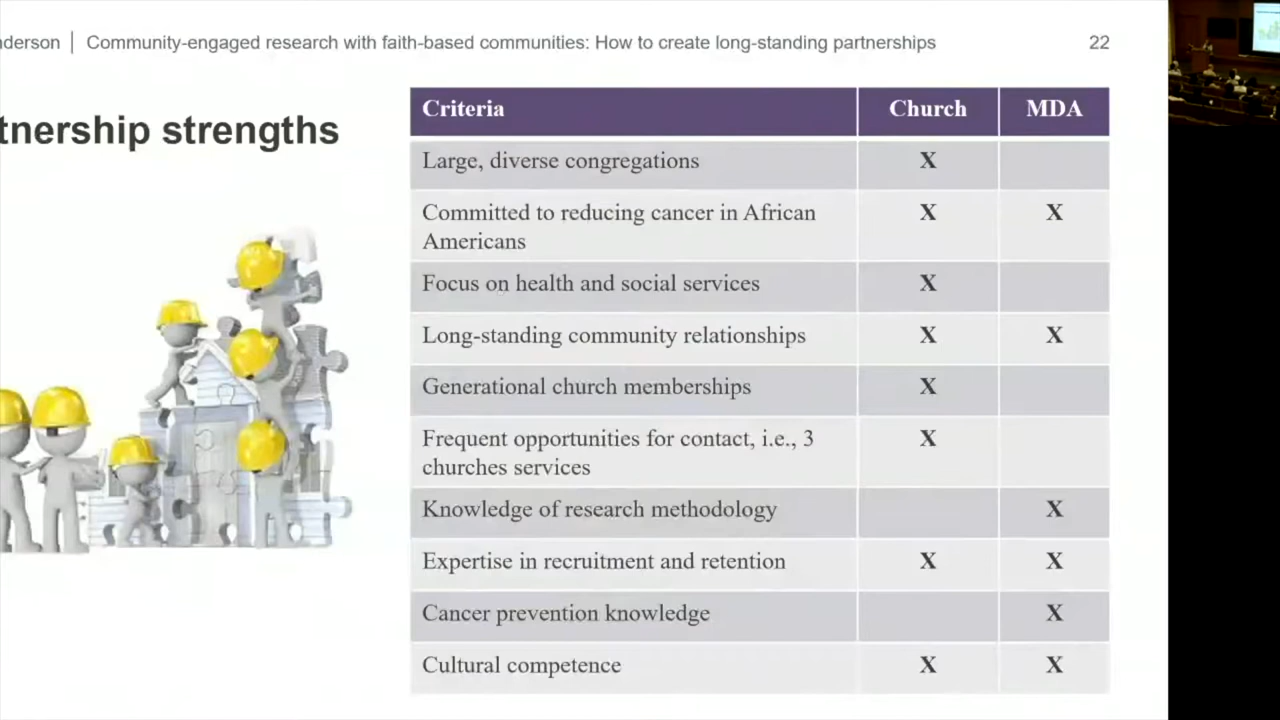 nderson | Community-engaged research with faith-based communities: How to create long-standing partnerships 22
tnership strengths
Criteria Church MDA
Large, diverse congregations X
Committed to reducing cancer in African
Americans X X
Focus on health and social services X
Long-standing community relationships X X
Generational church memberships X
Frequent opportunities for contact, i.e., 3
churches services X
Knowledge of research methodology X
Expertise in recruitment and retention X X
Cancer prevention knowledge X
Cultural competence X X